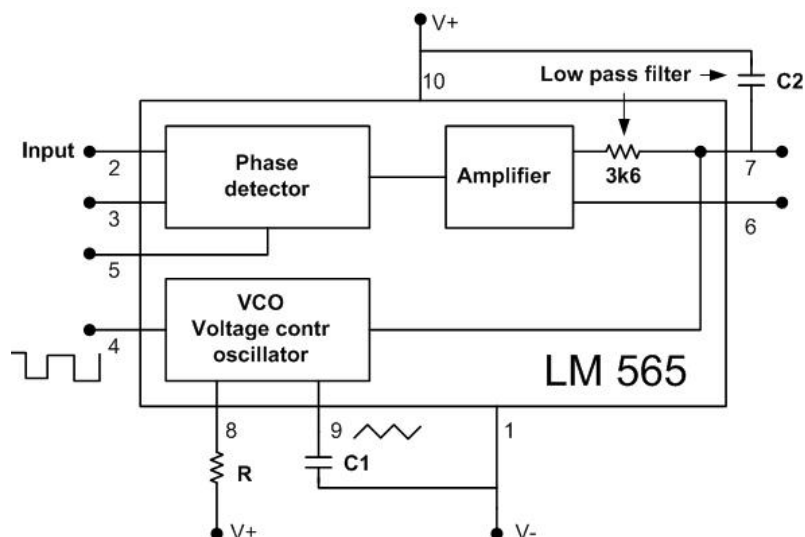 V+
10
Low pass filter
C2
Input
2
Phase
detector
Amplifier
3k6
7
3
6
5
VCO
Voltage contr
oscillator
4
LM 565
8
9
1
R
C1
V+
V-